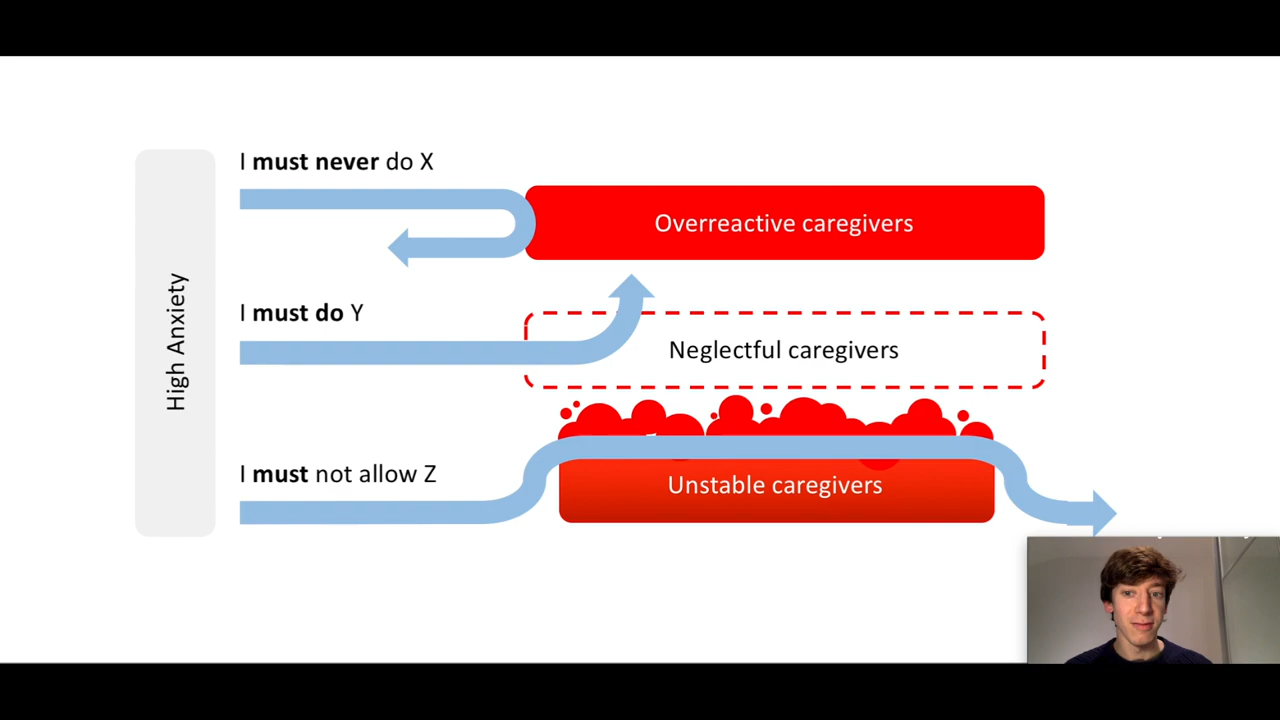 I must never do X
Overreactive caregivers
High Anxiety
I must do Y
Neglectful caregivers
I must not allow Z
Unstable caregivers